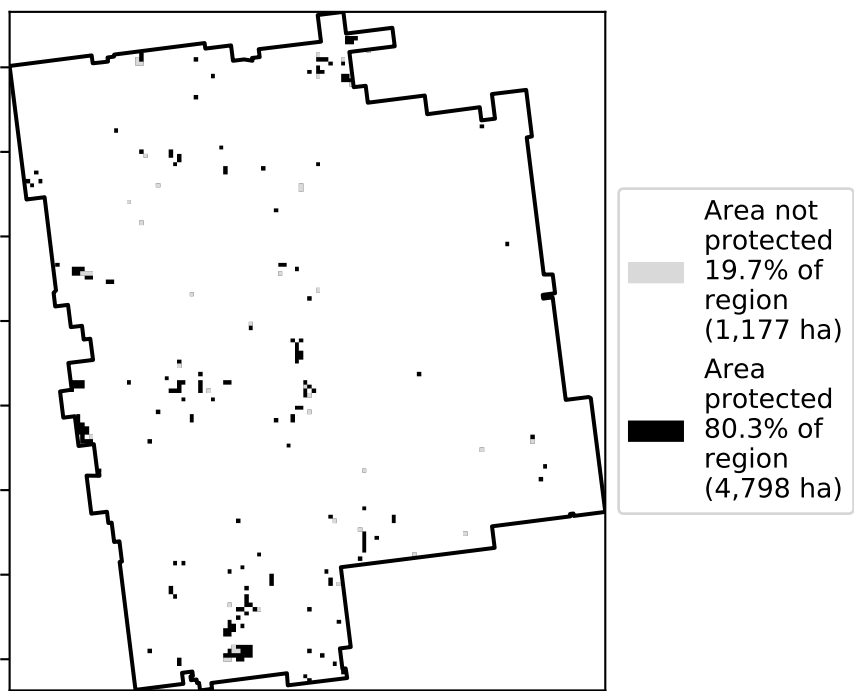 Area not
protected
19.7% of
region
(1,177 ha)
Area
protected
80.3% of
region
(4,798 ha)